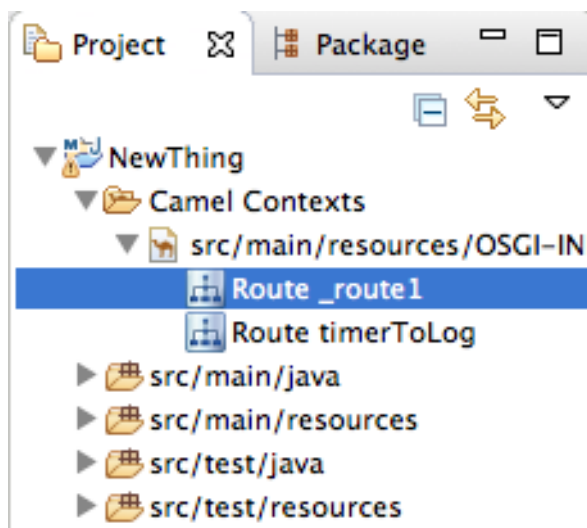 Project Package
NewThing
Camel Contexts
src/main/resources/OSGI-IN
Route _route1
Route timerToLog
src/main/java
src/main/resources
src/test/java
src/test/resources